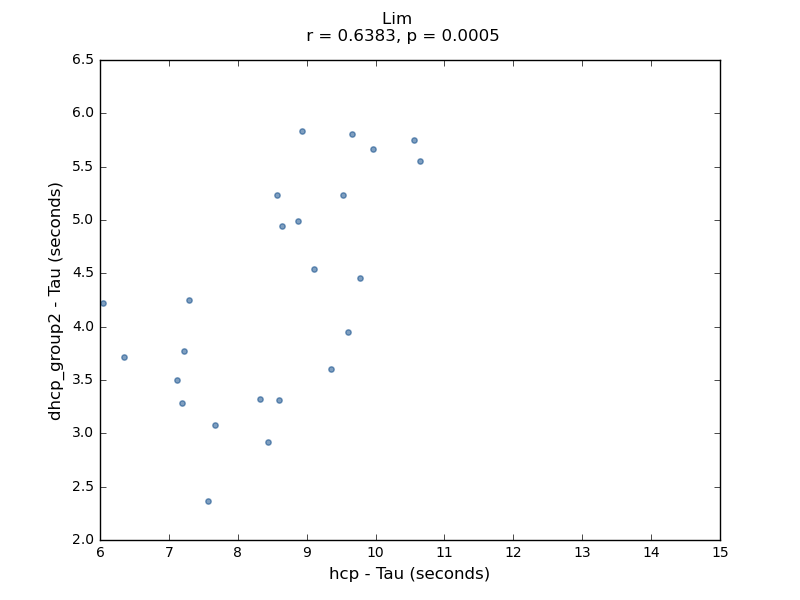 Lim
r = 0.6383, p = 0.0005
6.5
6.0
5.5
5.0
4.5
4.0
3.5
3.0
2.5
2.0
dhcp_group2 - Tau (seconds)
6 7 8 9 10 11 12 13 14 15
hcp - Tau (seconds)